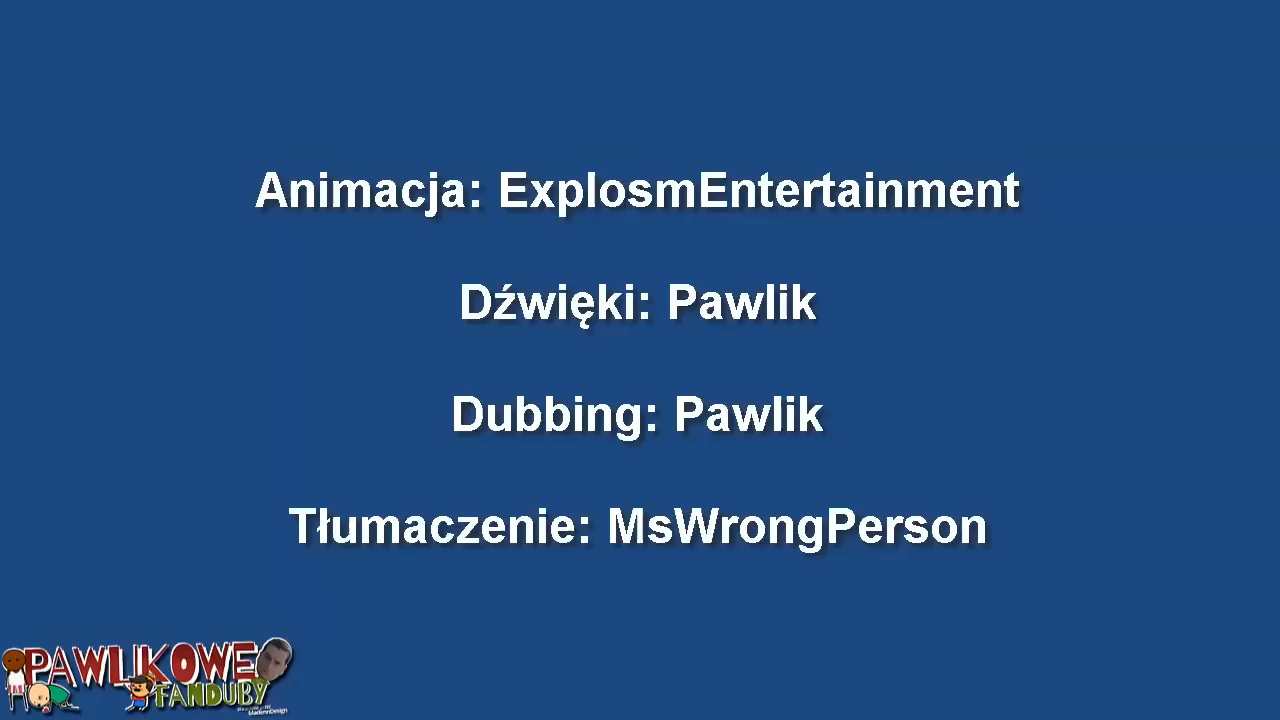 Animacja: ExplosmEntertainment
Dźwięki: Pawlik
Dubbing: Pawlik
Tłumaczenie: MsWrongPerson
PAWLIKOWE
FANDUBY